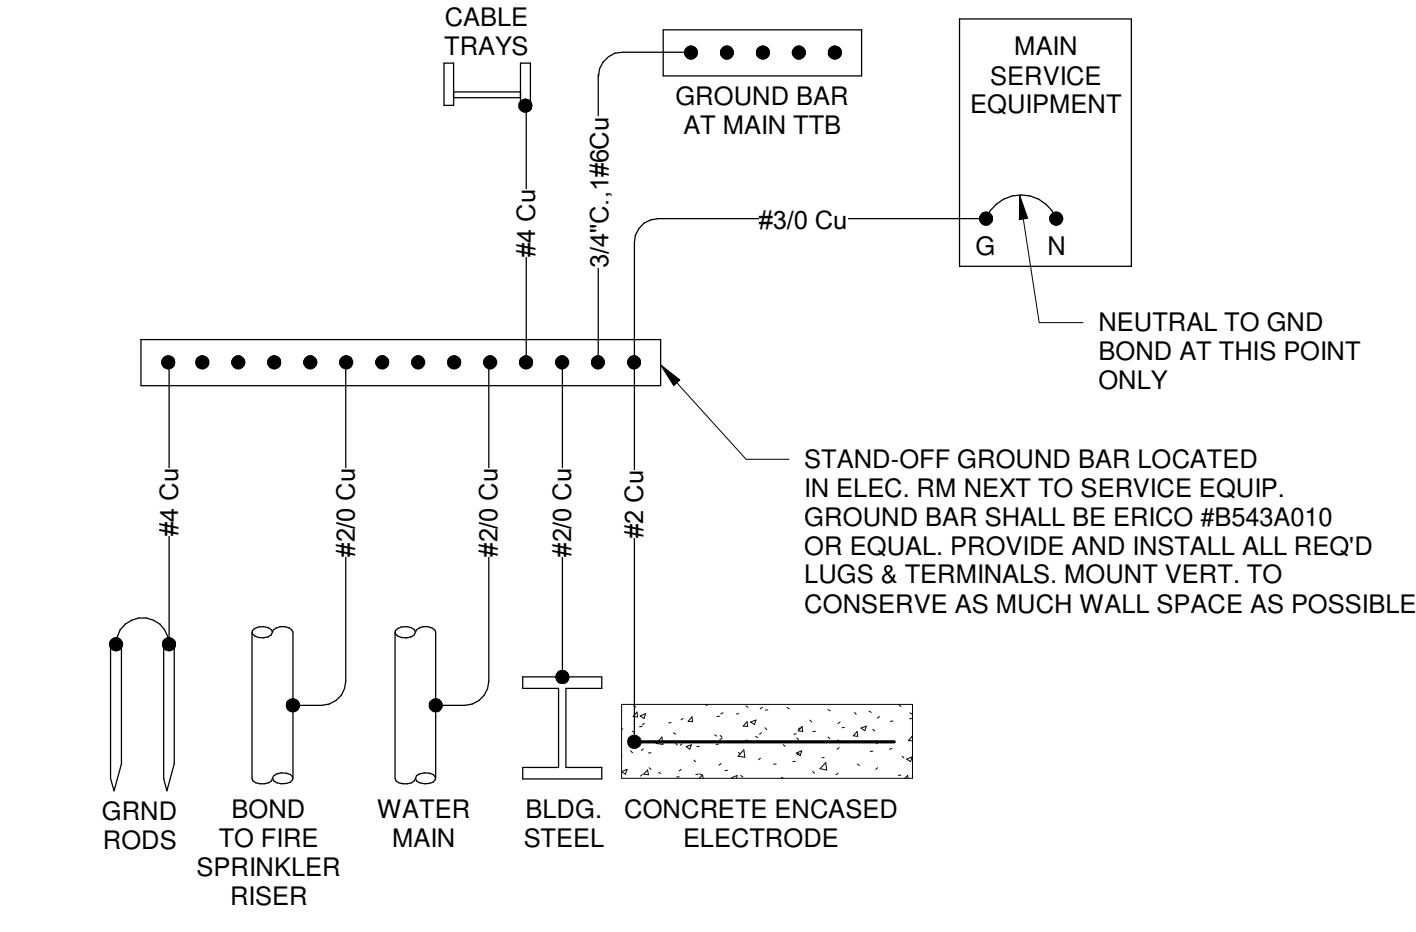 CABLE
TRAYS
GROUND BAR
AT MAIN TTB
MAIN
SERVICE
EQUIPMENT
G N
#4 Cu
3/4"C.,1#6Cu
#3/0 Cu
NEUTRAL TO GND
BOND AT THIS POINT
ONLY
STAND-OFF GROUND BAR LOCATED
IN ELEC. RM NEXT TO SERVICE EQUIP.
GROUND BAR SHALL BE ERICO #B543A010
OR EQUAL. PROVIDE AND INSTALL ALL REQ'D
LUGS & TERMINALS. MOUNT VERT. TO
CONSERVE AS MUCH WALL SPACE AS POSSIBLE
#4 Cu
#2/0 Cu
#2/0 Cu
#2/0 Cu
#2 Cu
GRND
RODS
BOND
TO FIRE
SPRINKLER
RISER
WATER
MAIN
BLDG.
STEEL
CONCRETE ENCASED
ELECTRODE